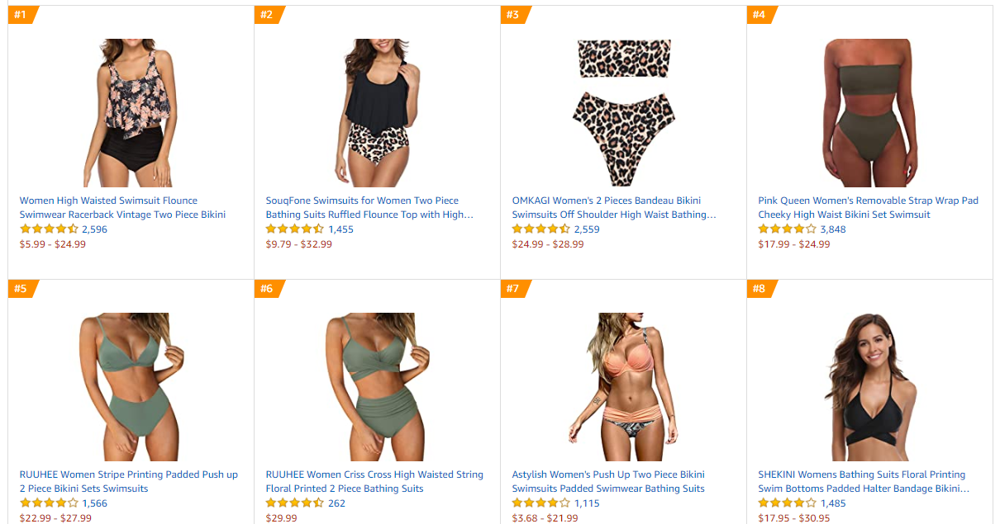 #1
#2
#3
#4
Women High Waisted Swimsuit Flounce
Swimwear Racerback Vintage Two Piece Bikini
2,596
$5.99 - $24.99
SouqFone Swimsuits for Women Two Piece
Bathing Suits Ruffled Flounce Top with High…
1,455
$9.79 - $32.99
OMKAGI Women's 2 Pieces Bandeau Bikini
Swimsuits Off Shoulder High Waist Bathing…
2,559
$24.99 - $28.99
Pink Queen Women's Removable Strap Wrap Pad
Cheeky High Waist Bikini Set Swimsuit
3,848
$17.99 - $24.99
#5
#6
#7
#8
RUUHEE Women Stripe Printing Padded Push up
2 Piece Bikini Sets Swimsuits
1,566
$22.99 - $27.99
RUUHEE Women Criss Cross High Waisted String
Floral Printed 2 Piece Bathing Suits
262
$29.99
Astylish Women's Push Up Two Piece Bikini
Swimsuits Padded Swimwear Bathing Suits
1,115
$3.68 - $21.99
SHEKINI Womens Bathing Suits Floral Printing
Swim Bottoms Padded Halter Bandage Bikini…
1,485
$17.95 - $30.95